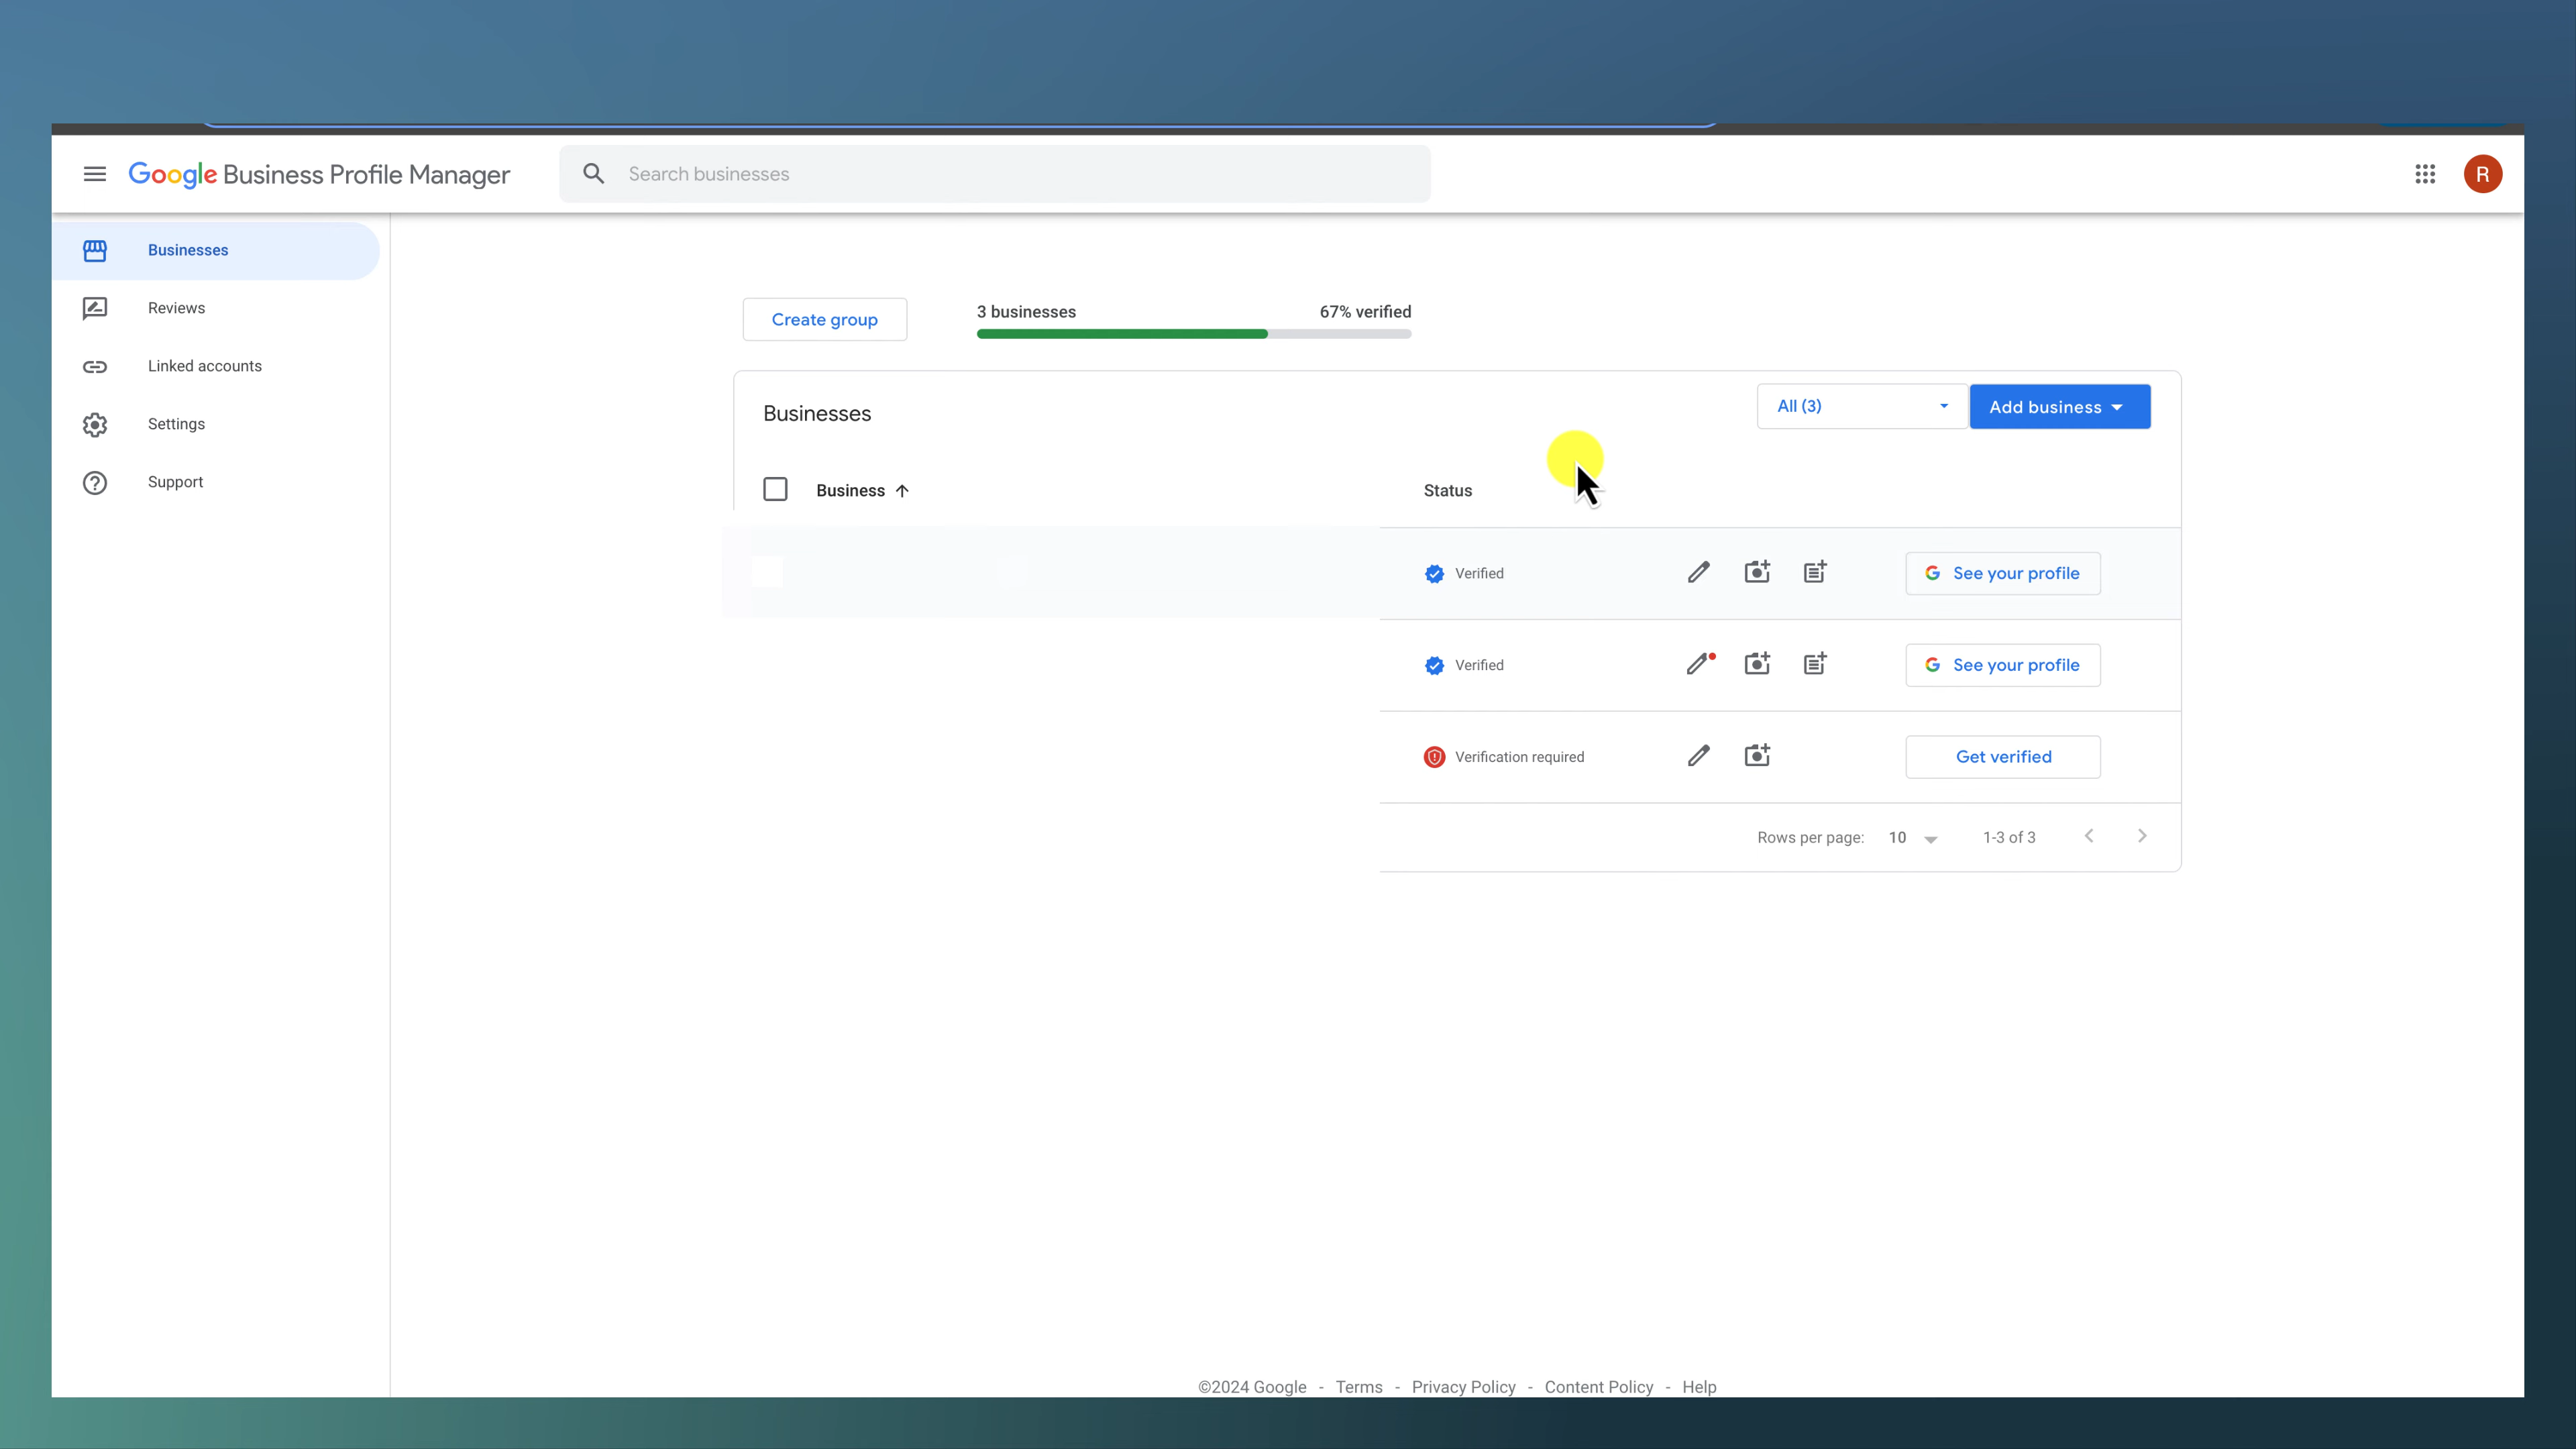 Google Business Profile Manager
Search businesses
R
Businesses
Reviews
Linked accounts
Settings
Support
Create group
3 businesses
67% verified
Businesses
All (3)
Add business
Business
Status
Verified
See your profile
Verified
See your profile
Verification required
Get verified
Rows per page: 10 1-3 of 3
©2024 Google - Terms - Privacy Policy - Content Policy - Help